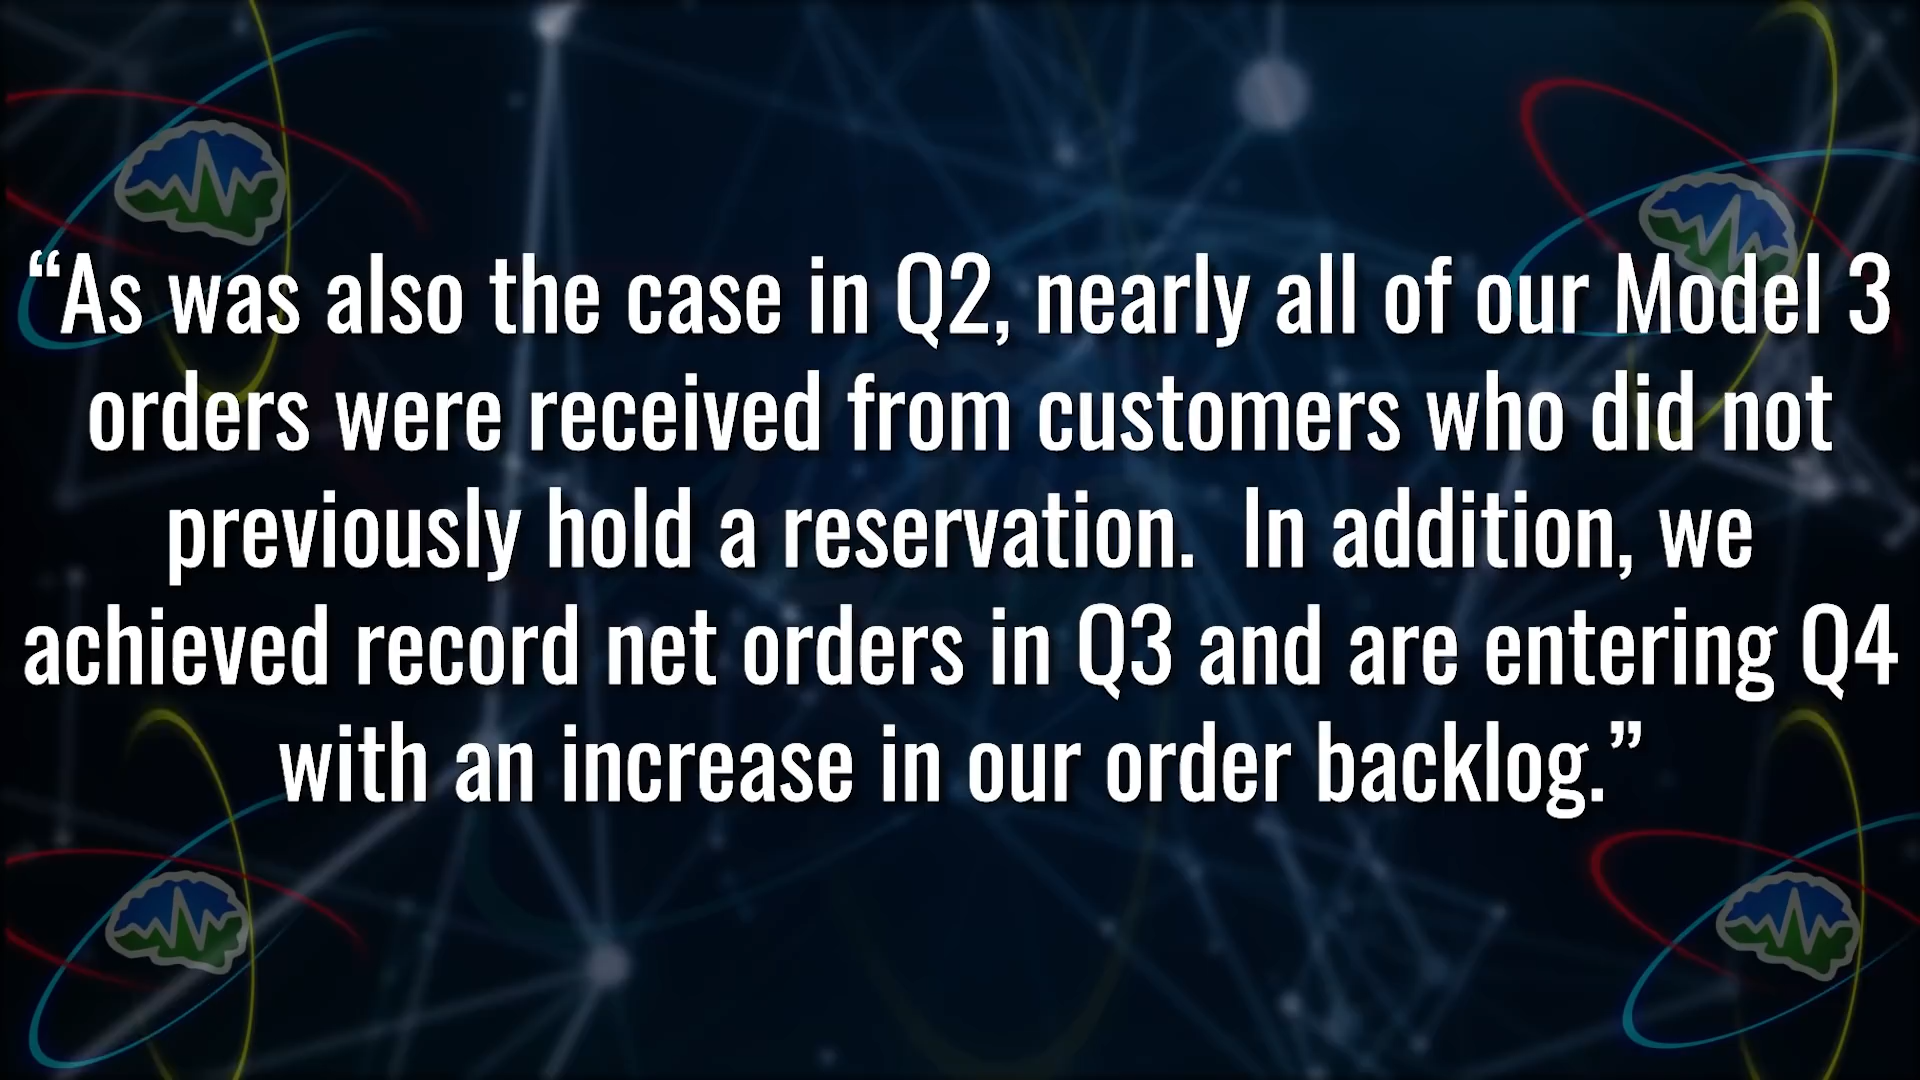 “As was also the case in Q2, nearly all of our Model 3
orders were received from customers who did not
previously hold a reservation.  In addition, we
achieved record net orders in Q3 and are entering Q4
with an increase in our order backlog.”